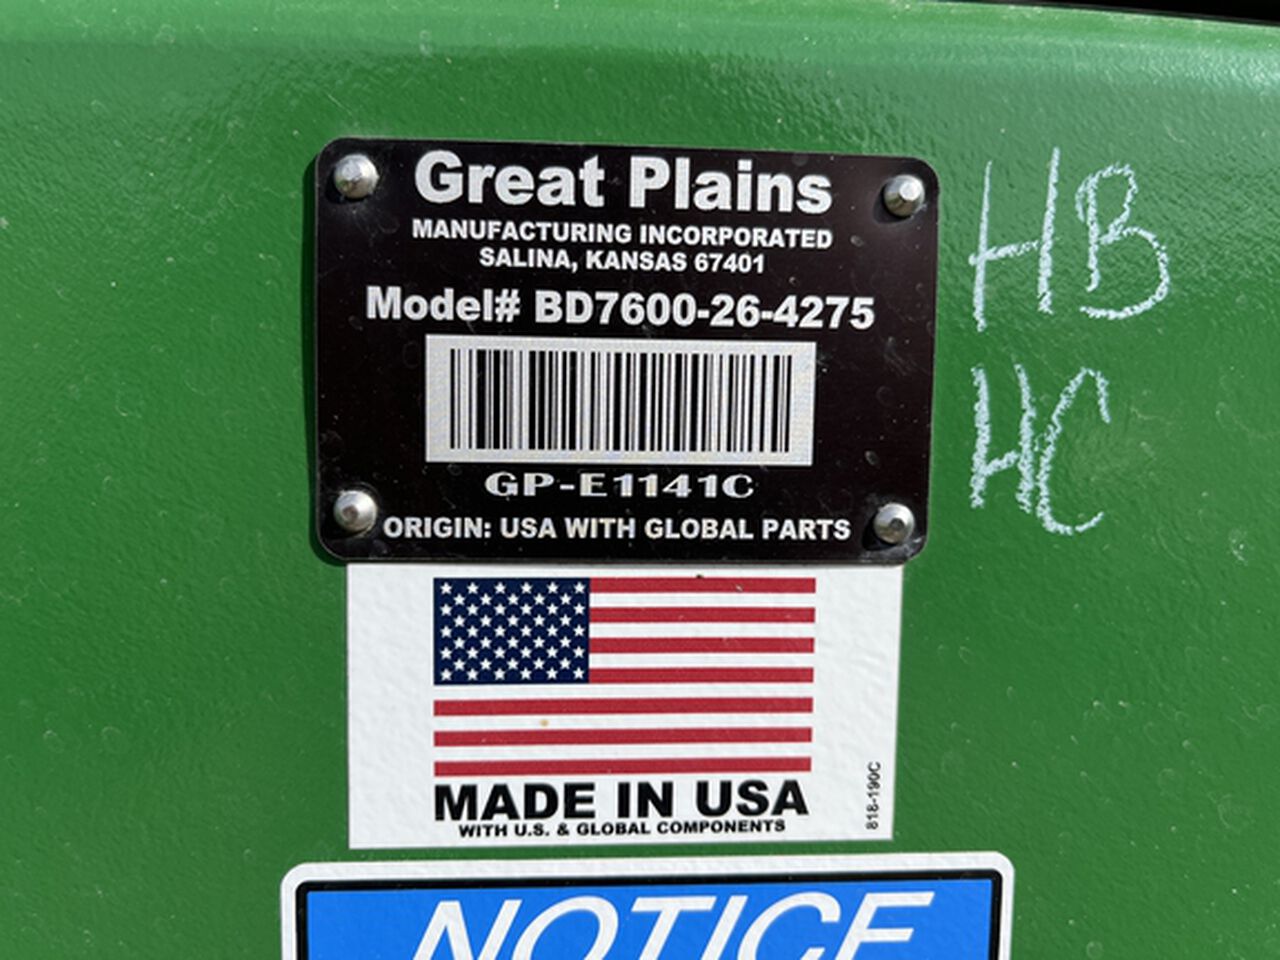 Great Plains
MANUFACTURING INCORPORATED
SALINA, KANSAS 67401
Model# BD7600-26-4275
GP-E1141C
ORIGIN: USA WITH GLOBAL PARTS
HB
HC
MADE IN USA
WITH U.S. & GLOBAL COMPONENTS
818-190C
NOTICE